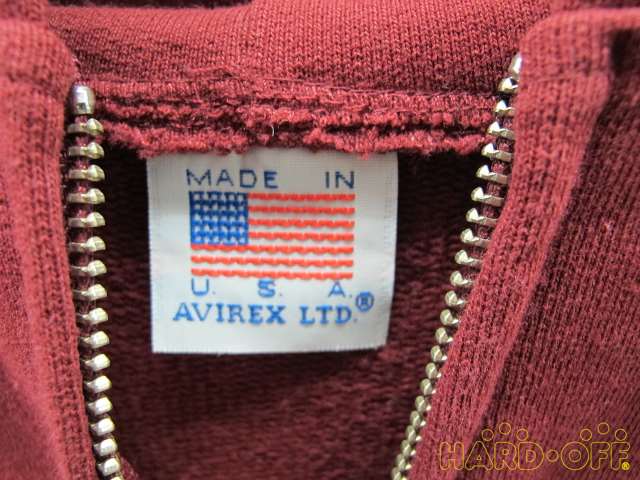 MADE IN
U. S. A.
AVIREX LTD.®
HARD·OFF®